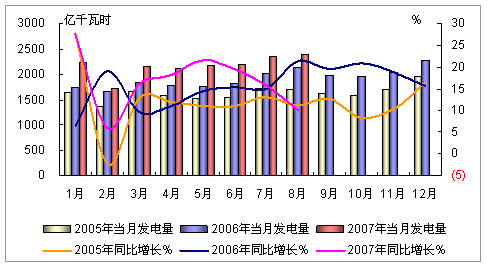 亿千瓦时 %
3000 30
2500 25
2000 20
1500 15
1000 10
500 5
0 0
(5)
1月 2月 3月 4月 5月 6月 7月 8月 9月 10月 11月 12月
2005年当月发电量 2006年当月发电量 2007年当月发电量
2005年同比增长% 2006年同比增长% 2007年同比增长%